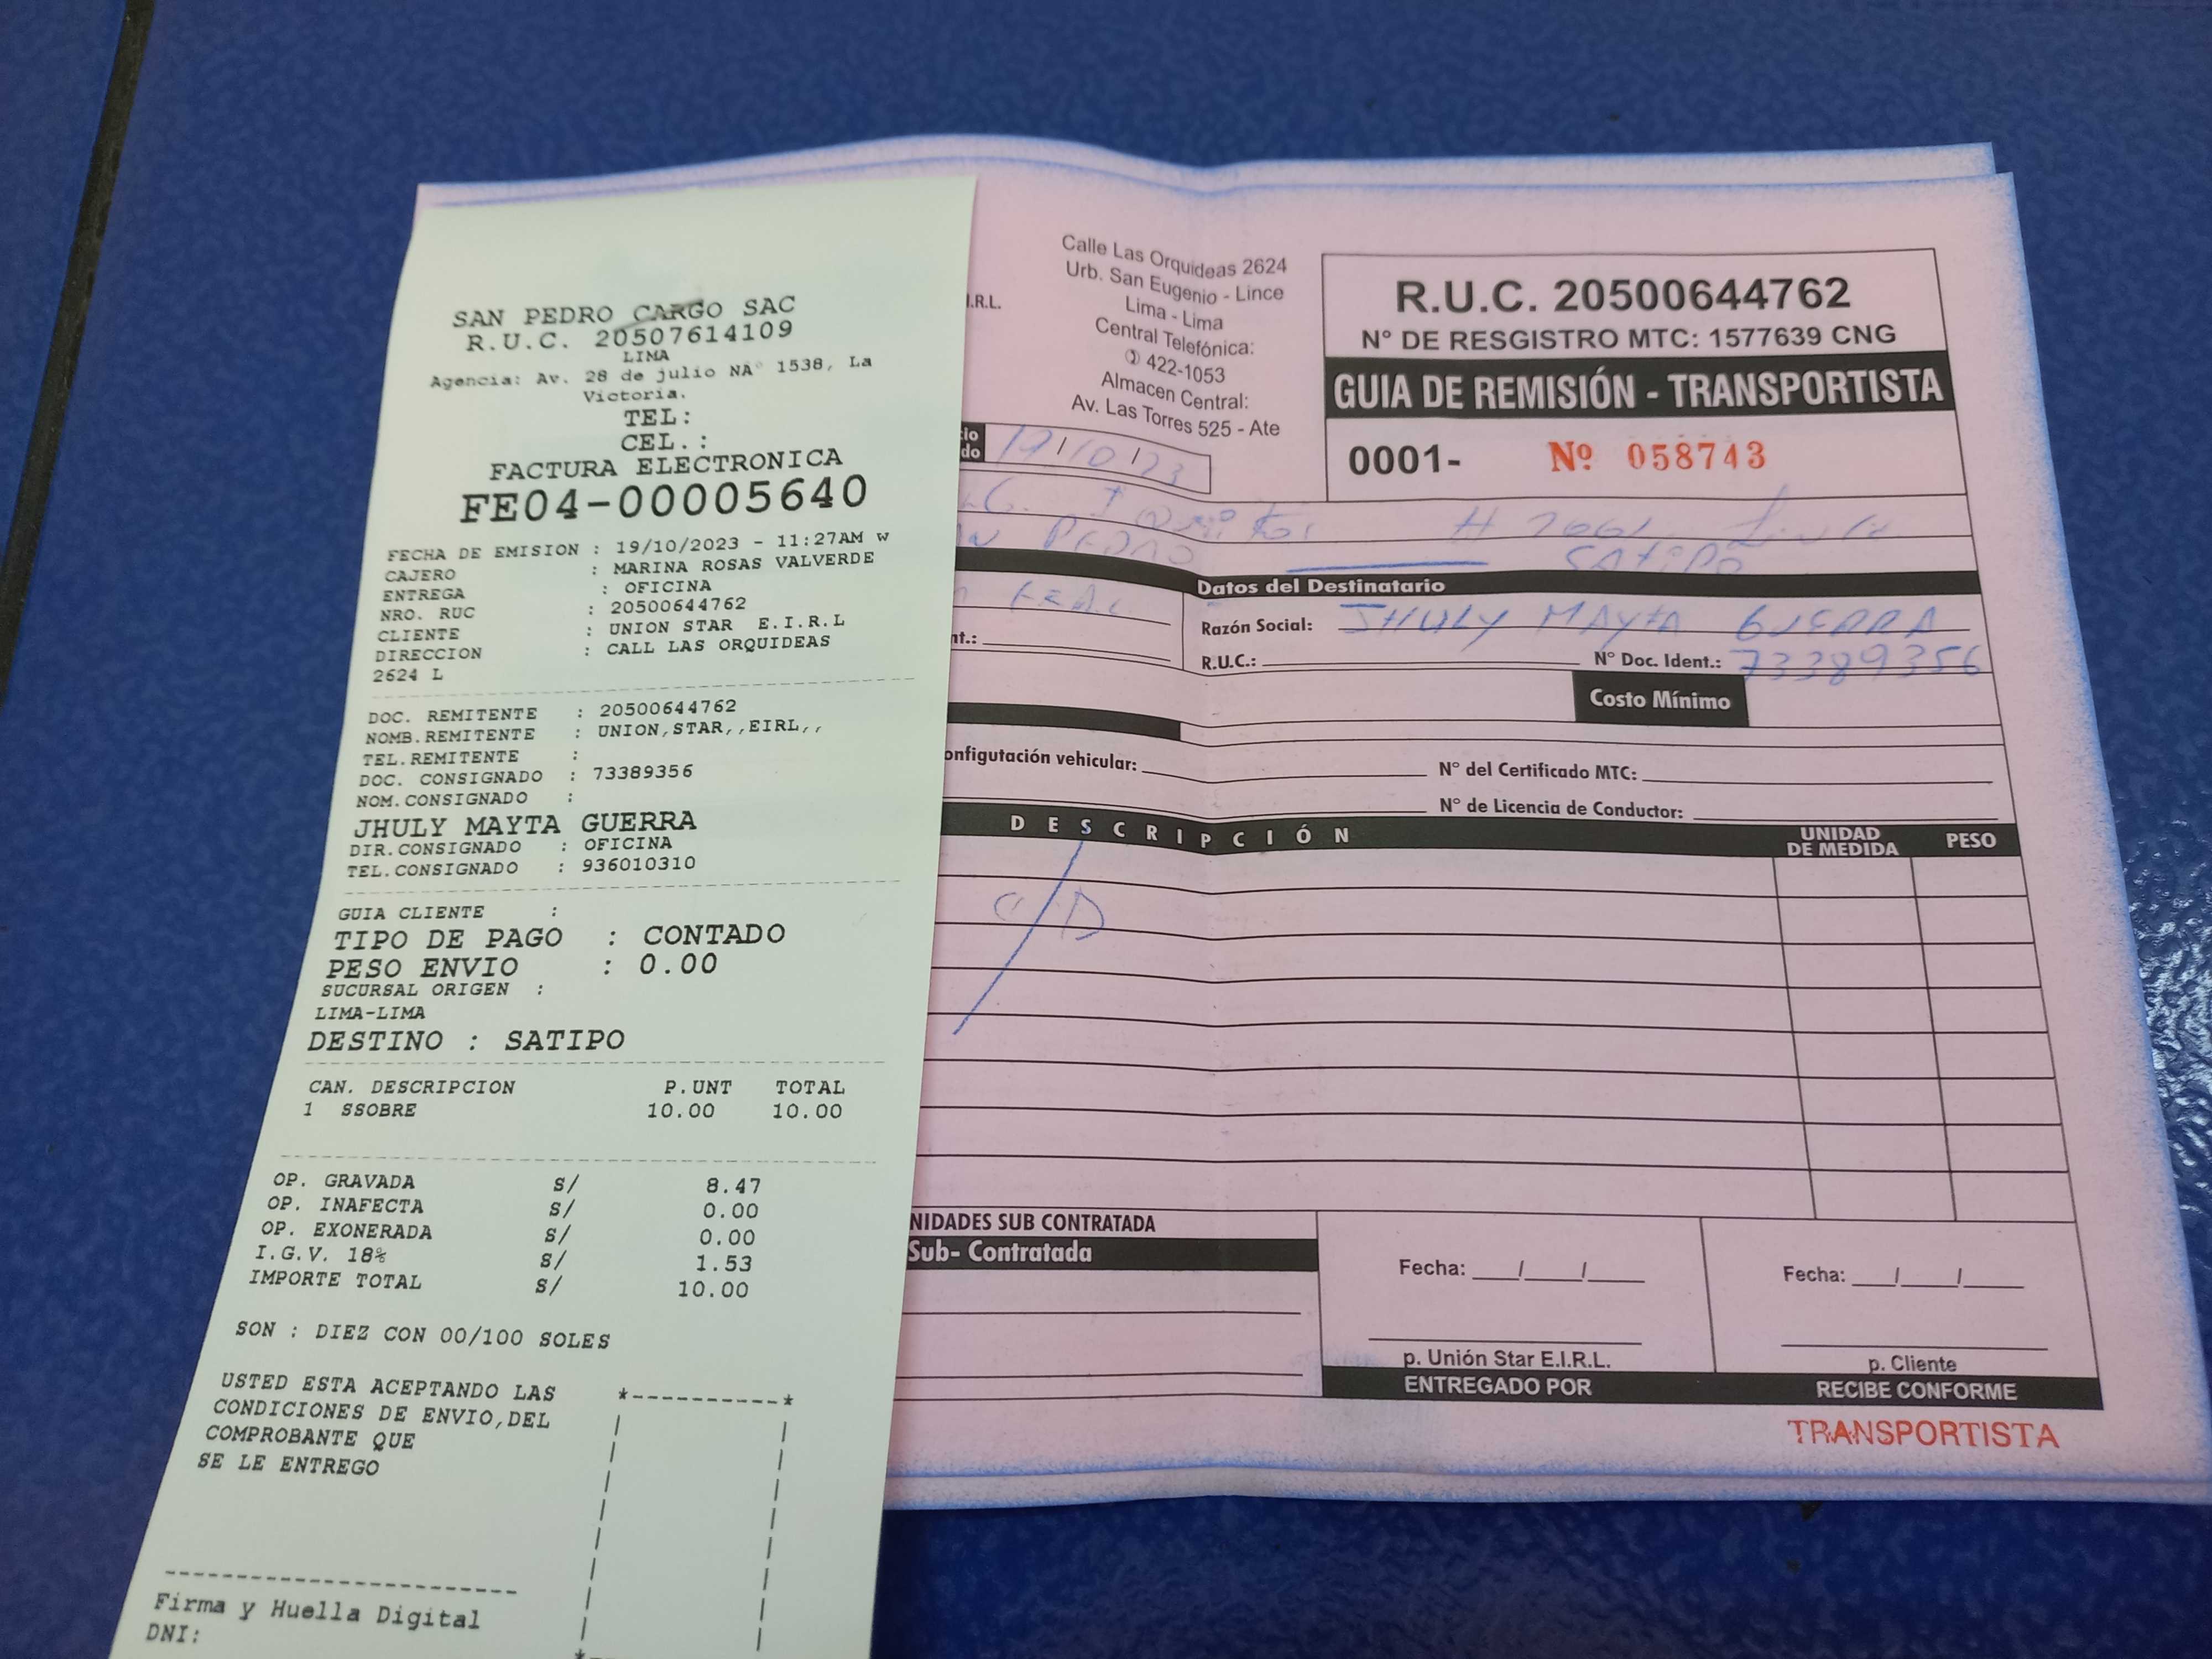 SAN PEDRO CARGO SAC
R.U.C. 20507614109
LIMA
Agencia: Av. 28 de julio NÂ° 1538, La
Victoria.
TEL:
CEL.:
FACTURA ELECTRONICA
FE04-00005640
FECHA DE EMISION : 19/10/2023 - 11:27AM w
CAJERO : MARINA ROSAS VALVERDE
ENTREGA : OFICINA
NRO. RUC : 20500644762
CLIENTE : UNION STAR E.I.R.L
DIRECCION : CALL LAS ORQUIDEAS
2624 L
DOC. REMITENTE : 20500644762
NOMB.REMITENTE : UNION,STAR,,EIRL,,
TEL.REMITENTE :
DOC. CONSIGNADO : 73389356
NOM.CONSIGNADO :
JHULY MAYTA GUERRA
DIR.CONSIGNADO : OFICINA
TEL.CONSIGNADO : 936010310
GUIA CLIENTE :
TIPO DE PAGO : CONTADO
PESO ENVIO : 0.00
SUCURSAL ORIGEN :
LIMA-LIMA
DESTINO : SATIPO
CAN. DESCRIPCION P.UNT TOTAL
1 SSOBRE 10.00 10.00
OP. GRAVADA S/ 8.47
OP. INAFECTA S/ 0.00
OP. EXONERADA S/ 0.00
I.G.V. 18% S/ 1.53
IMPORTE TOTAL S/ 10.00
SON : DIEZ CON 00/100 SOLES
USTED ESTA ACEPTANDO LAS
CONDICIONES DE ENVIO,DEL
COMPROBANTE QUE
SE LE ENTREGO
Firma y Huella Digital
DNI:
I.R.L.
Calle Las Orquideas 2624
Urb. San Eugenio - Lince
Lima - Lima
Central Telefónica:
422-1053
Almacen Central:
Av. Las Torres 525 - Ate
R.U.C. 20500644762
N° DE RESGISTRO MTC: 1577639 CNG
GUIA DE REMISIÓN - TRANSPORTISTA
0001- Nº 058743
PEDRO SATIPO
Datos del Destinatario
Razón Social: JHULY MAYTA GUERRA
R.U.C.: N° Doc. Ident.: 73389356
Costo Mínimo
onfigutación vehicular: N° del Certificado MTC:
N° de Licencia de Conductor:
DESCRIPCIÓN UNIDAD DE MEDIDA PESO
C/D
NIDADES SUB CONTRATADA
Sub- Contratada
Fecha: __/__/__ Fecha: __/__/__
p. Unión Star E.I.R.L. p. Cliente
ENTREGADO POR RECIBE CONFORME
TRANSPORTISTA